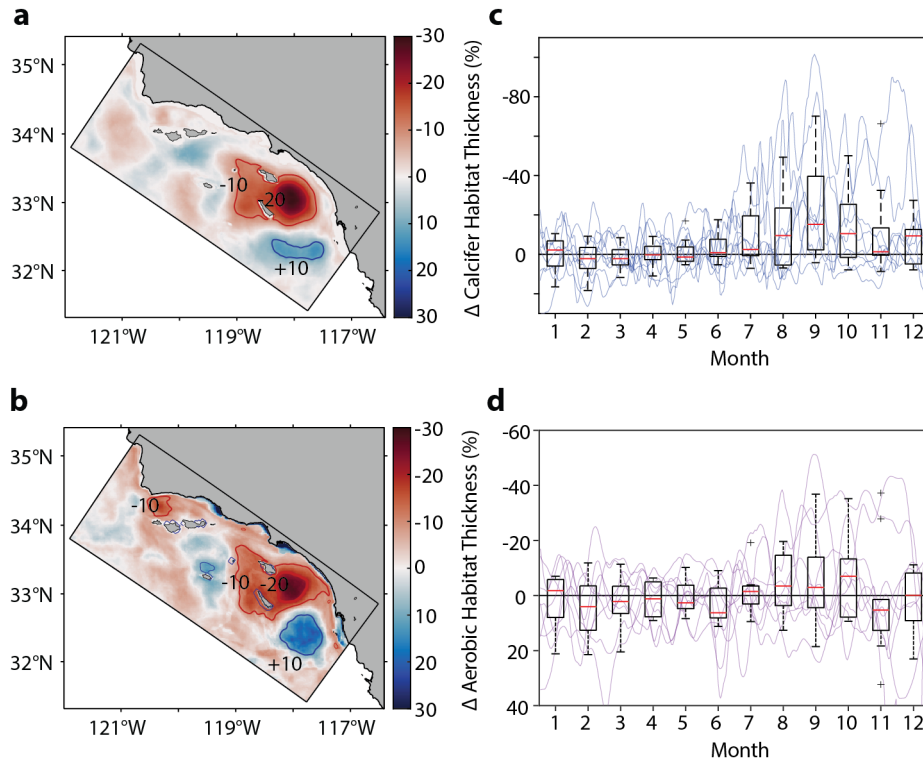 a
35°N
34°N
33°N
32°N
121°W
119°W
117°W
-10
-20
+10
-30
-20
-10
0
10
20
30
c
Δ Calcifer Habitat Thickness (%)
-80
-40
0
1 2 3 4 5 6 7 8 9 10 11 12
Month
b
35°N
34°N
33°N
32°N
121°W
119°W
117°W
-10
-10
-20
+10
-30
-20
-10
0
10
20
30
d
Δ Aerobic Habitat Thickness (%)
-60
-40
-20
0
20
40
1 2 3 4 5 6 7 8 9 10 11 12
Month